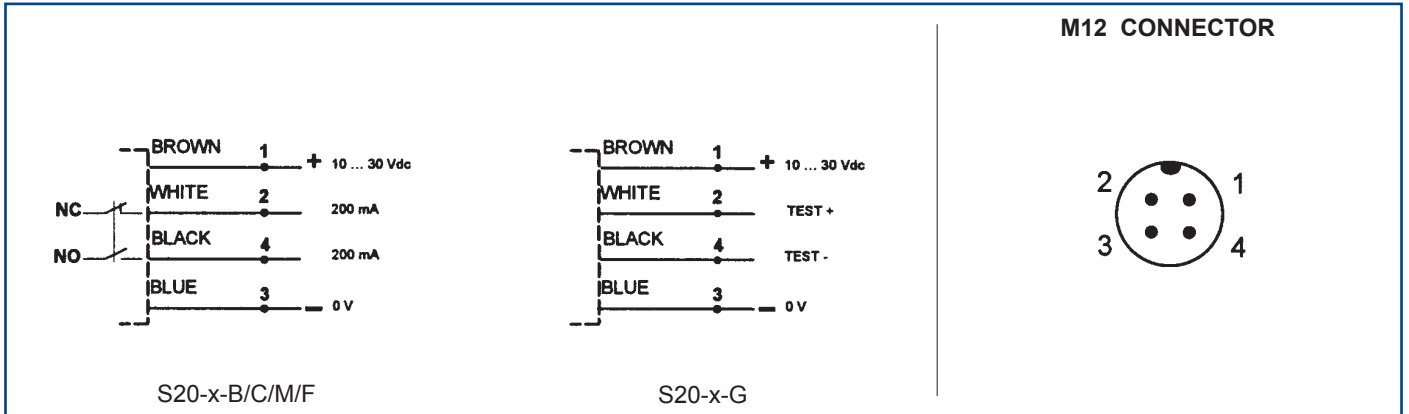 M12 CONNECTOR
BROWN 1 + 10 ... 30 Vdc
NC WHITE 2 200 mA
NO BLACK 4 200 mA
BLUE 3 – 0 V
S20-x-B/C/M/F
BROWN 1 + 10 ... 30 Vdc
WHITE 2 TEST +
BLACK 4 TEST -
BLUE 3 – 0 V
S20-x-G
2 1
3 4